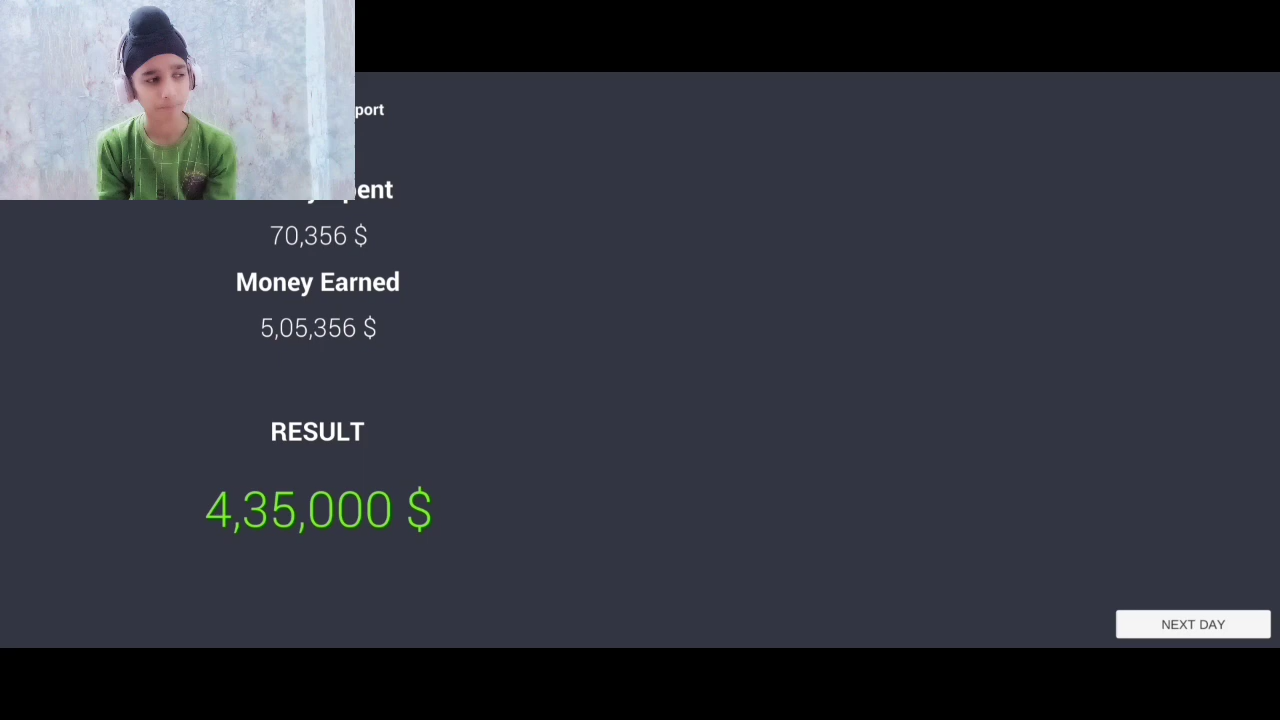 port
70,356 $
Money Earned
5,05,356 $
RESULT
4,35,000 $
NEXT DAY